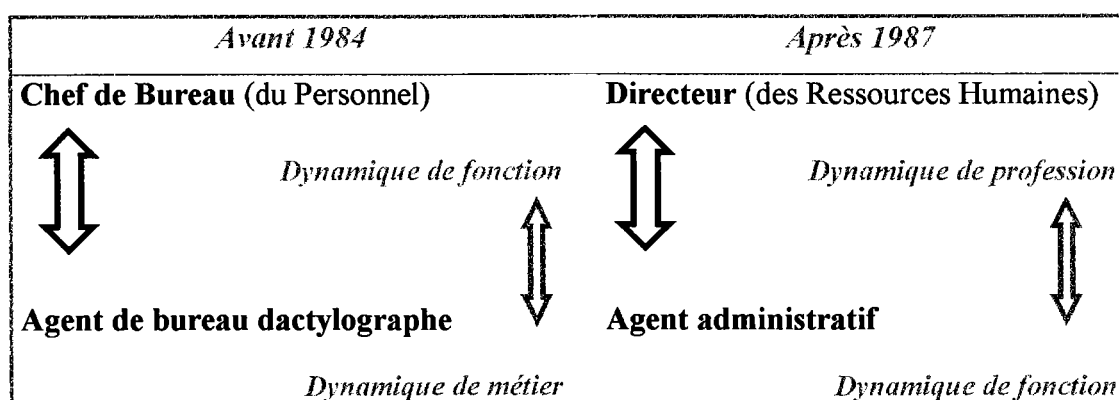 Avant 1984 Après 1987
Chef de Bureau (du Personnel) Directeur (des Ressources Humaines)
Dynamique de fonction Dynamique de profession
Agent de bureau dactylographe Agent administratif
Dynamique de métier Dynamique de fonction